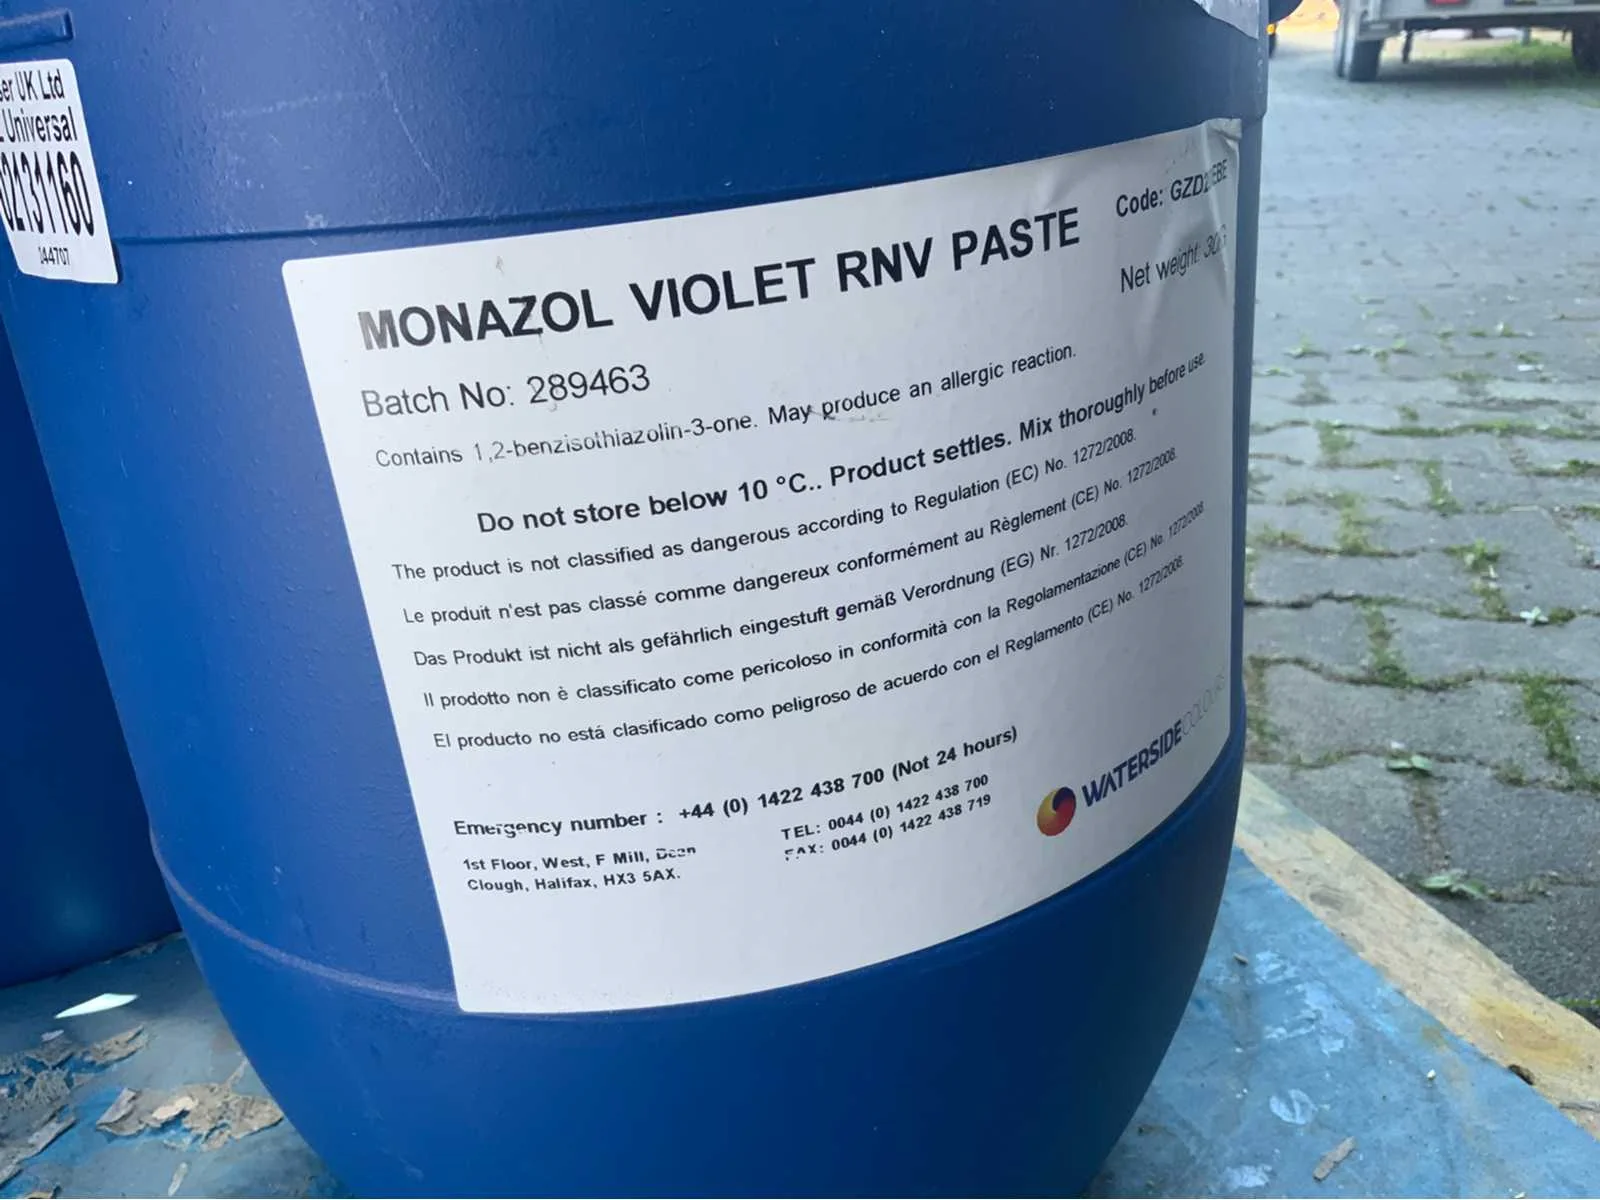 UK Ltd
Universal
02131160
MONAZOL VIOLET RNV PASTE
Code:
Net weight:
Batch No: 289463
Contains 1,2-benzisothiazolin-3-one. May produce an allergic reaction.
Do not store below 10 °C.. Product settles. Mix thoroughly before use.
The product is not classified as dangerous according to Regulation (EC) No. 1272/2008.
Le produit n'est pas classé comme dangereux conformément au Règlement (CE) No. 1272/2008.
Das Produkt ist nicht als gefährlich eingestuft gemäß Verordnung (EG) Nr. 1272/2008.
Il prodotto non è classificato come pericoloso in conformità con la Regolamentazione (CE) No. 1272/2008.
El producto no está clasificado como peligroso de acuerdo con el Reglamento (CE) No. 1272/2008.
Emergency number : +44 (0) 1422 438 700 (Not 24 hours)
1st Floor, West, F Mill, Dean
Clough, Halifax, HX3 5AX.
TEL: 0044 (0) 1422 438 700
FAX: 0044 (0) 1422 438 719
WATERSIDE COLOURS